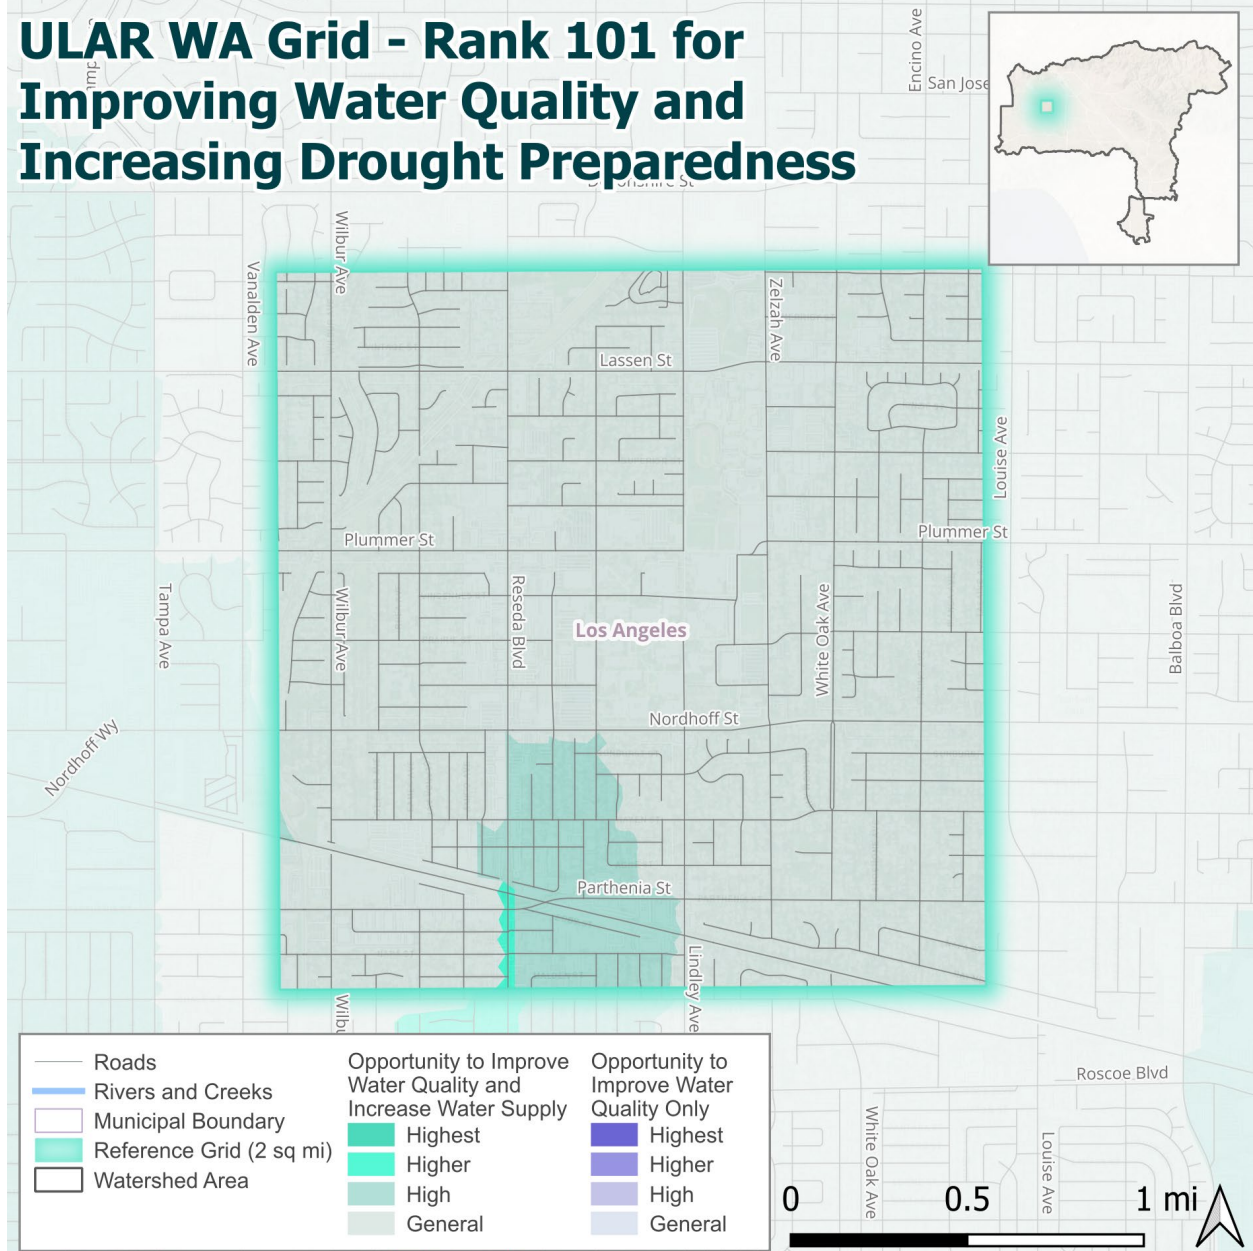 ULAR WA Grid - Rank 101 for
Improving Water Quality and
Increasing Drought Preparedness
Encino Ave
San Jose
Devonshire St
Wilbur Ave
Vanalden Ave
Zelzah Ave
Lassen St
Louise Ave
Plummer St
Plummer St
Tampa Ave
Wilbur Ave
Reseda Blvd
Los Angeles
White Oak Ave
Balboa Blvd
Nordhoff St
Nordhoff Wy
Parthenia St
Lindley Ave
Wilbu
Roscoe Blvd
White Oak Ave
Louise Ave
Roads
Rivers and Creeks
Municipal Boundary
Reference Grid (2 sq mi)
Watershed Area
Opportunity to Improve
Water Quality and
Increase Water Supply
Highest
Higher
High
General
Opportunity to
Improve Water
Quality Only
Highest
Higher
High
General
0 0.5 1 mi